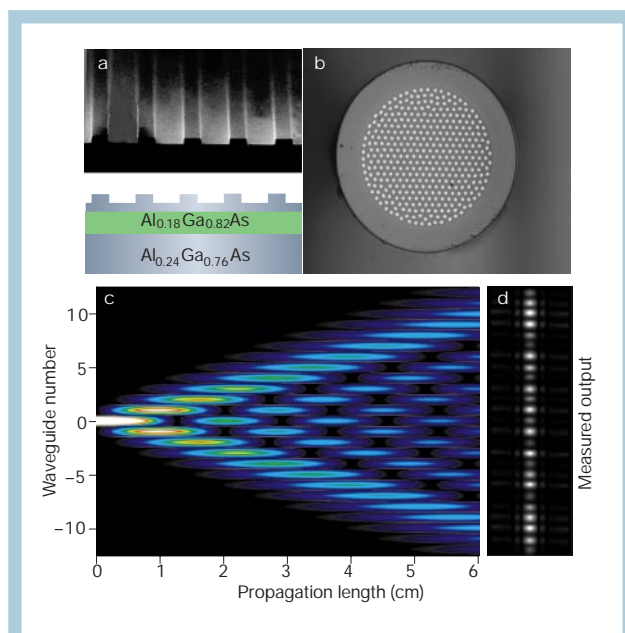 a
b
Al0.18Ga0.82As
Al0.24Ga0.76As
c
d
10
5
0
−5
−10
Waveguide number
0
1
2
3
4
5
6
Propagation length (cm)
Measured output